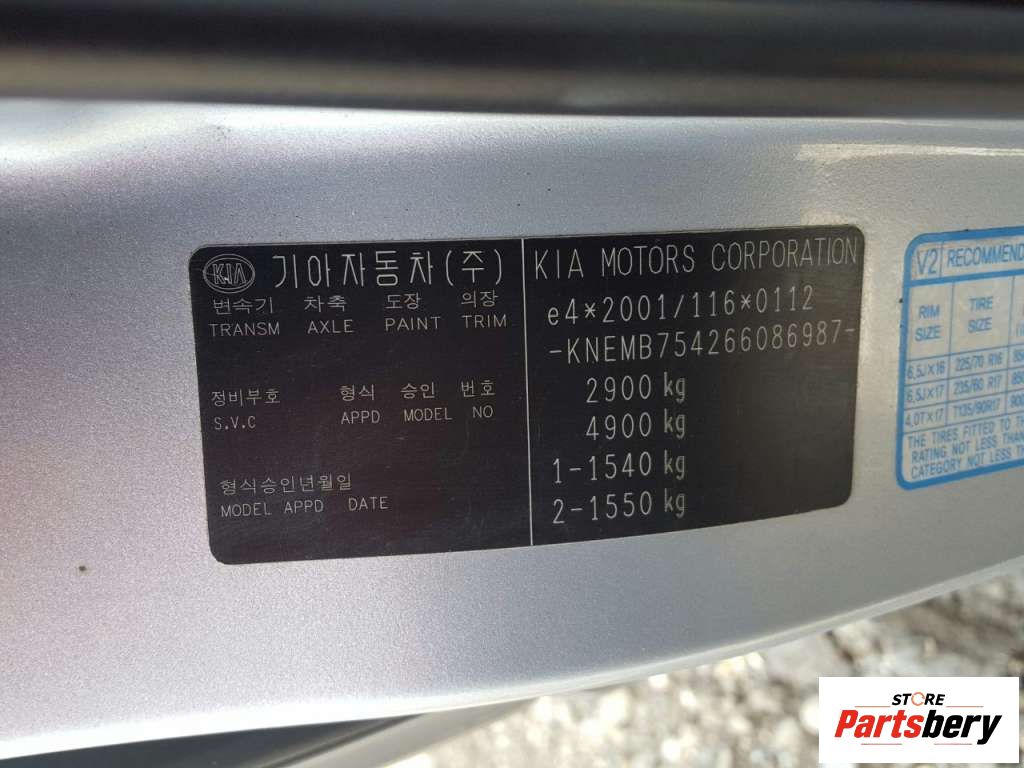 KIA 기아자동차(주)
변속기 차축 도장 의장
TRANSM AXLE PAINT TRIM
정비부호 형식 승인 번호
S.V.C APPD MODEL NO
형식승인년월일
MODEL APPD DATE
KIA MOTORS CORPORATION
e4*2001/116*0112
-KNEMB754266086987-
2900 kg
4900 kg
1-1540 kg
2-1550 kg
V2 RECOMMEND
RIM SIZE TIRE SIZE
6,5J×16 225/70 R16
6,5J×17 235/60 R17
4,0T×17 T135/90R17
THE TIRES FITTED TO TH
RATING NOT LESS THAN
CATEGORY NOT LESS THAN
STORE
Partsbery